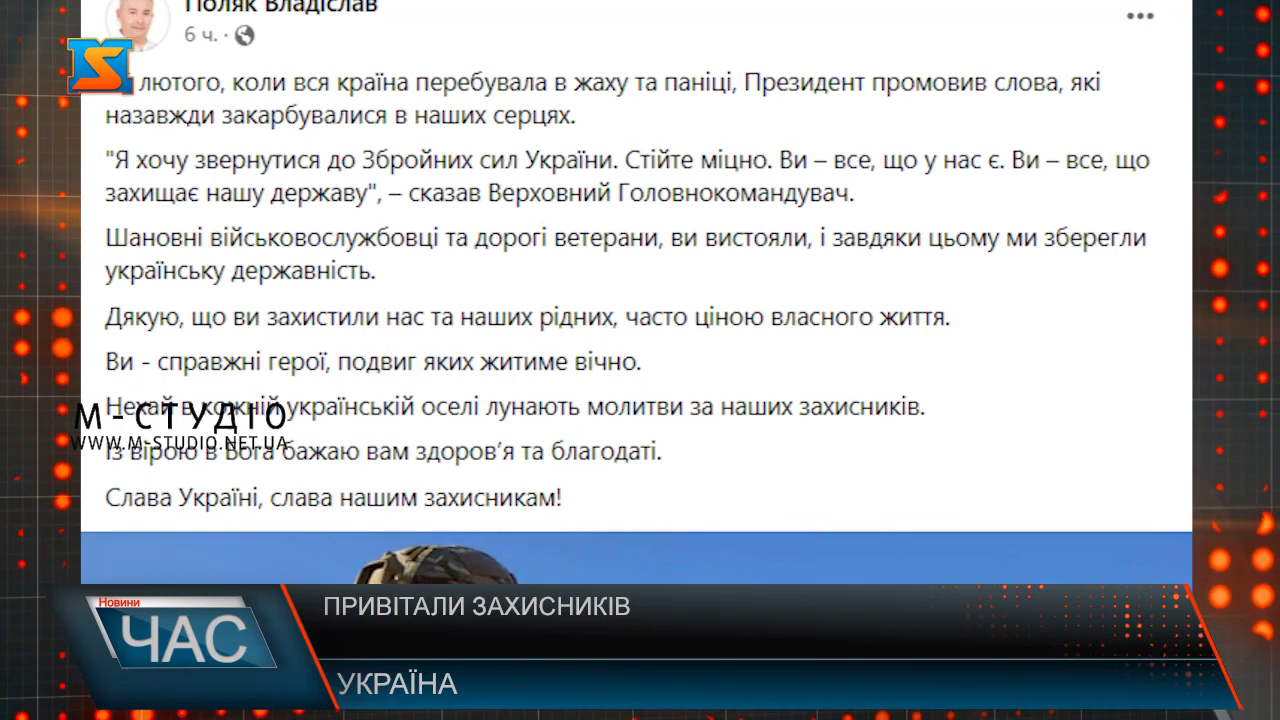 Поляк Владіслав
6 ч. ·
лютого, коли вся країна перебувала в жаху та паніці, Президент промовив слова, які
назавжди закарбувалися в наших серцях.
"Я хочу звернутися до Збройних сил України. Стійте міцно. Ви – все, що у нас є. Ви – все, що
захищає нашу державу", – сказав Верховний Головнокомандувач.
Шановні військовослужбовці та дорогі ветерани, ви вистояли, і завдяки цьому ми зберегли
українську державність.
Дякую, що ви захистили нас та наших рідних, часто ціною власного життя.
Ви - справжні герої, подвиг яких житиме вічно.
Нехай в кожній українській оселі лунають молитви за наших захисників.
М-СТУДІО
WWW.M-STUDIO.NET.UA
Із вірою в Бога бажаю вам здоров’я та благодаті.
Слава Україні, слава нашим захисникам!
Новини
ЧАС
ПРИВІТАЛИ ЗАХИСНИКІВ
УКРАЇНА